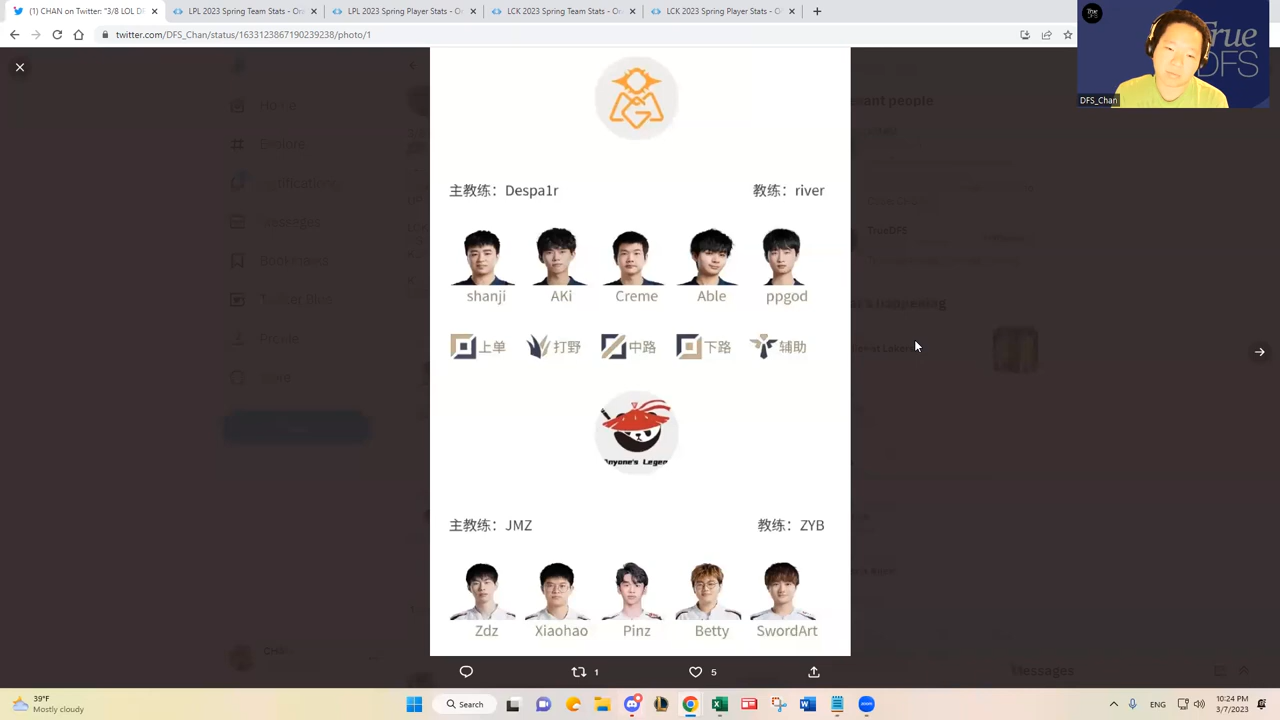 (1) CHAN on Twitter: "3/8 LOL DF
LPL 2023 Spring Team Stats - Or
LPL 2023 Spring Player Stats - O
LCK 2023 Spring Team Stats - Or
LCK 2023 Spring Player Stats - O
twitter.com/DFS_Chan/status/1633123867190239238/photo/1
True
DFS
DFS_Chan
Explore
主教练：Despa1r
教练：river
shanji
AKi
Creme
Able
ppgod
上单
打野
中路
下路
辅助
Anyone's Legend
主教练：JMZ
教练：ZYB
Zdz
Xiaohao
Pinz
Betty
SwordArt
1
5
Messages
39°F
Mostly cloudy
Search
ENG
10:24 PM
3/7/2023